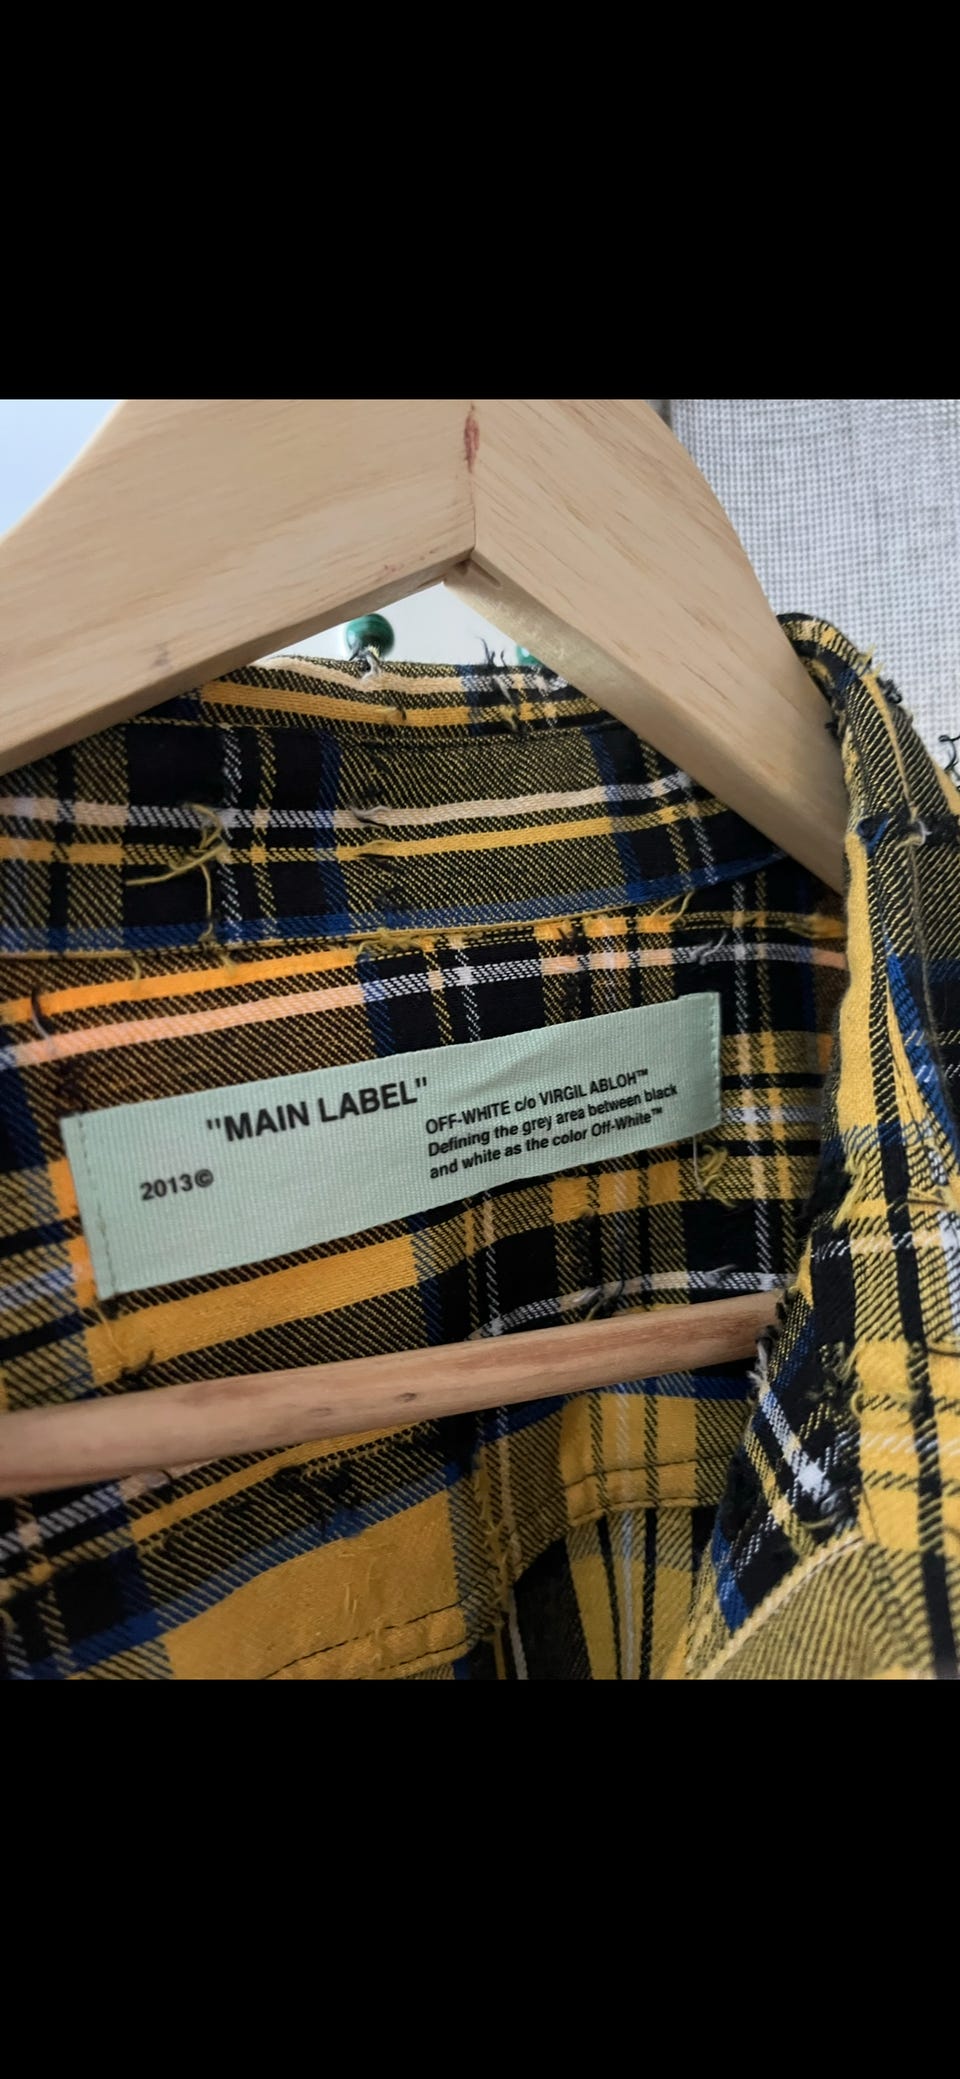 "MAIN LABEL"
2013©
OFF-WHITE c/o VIRGIL ABLOH™
Defining the grey area between black
and white as the color Off-White™